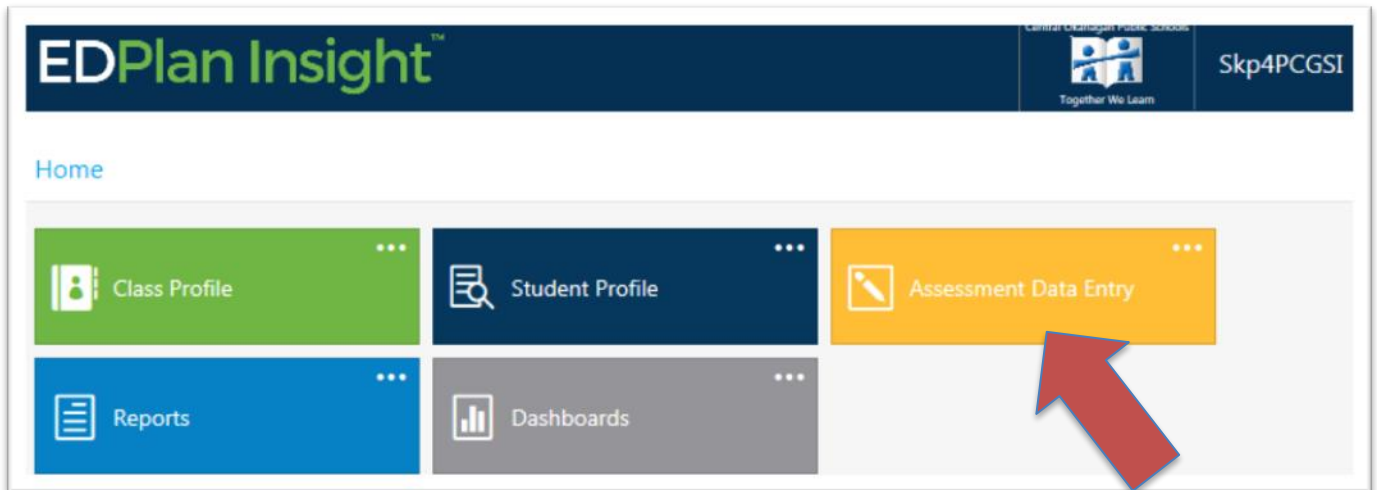 EDPlan Insight™
Central Okanagan Public Schools
Together We Learn
Skp4PCGSI
Home
Class Profile
Student Profile
Assessment Data Entry
Reports
Dashboards